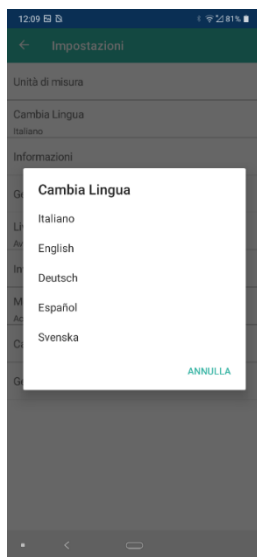 12:09 81%
Impostazioni
Unità di misura
Cambia Lingua
Italiano
Informazioni
Cambia Lingua
Italiano
English
Deutsch
Español
Svenska
ANNULLA